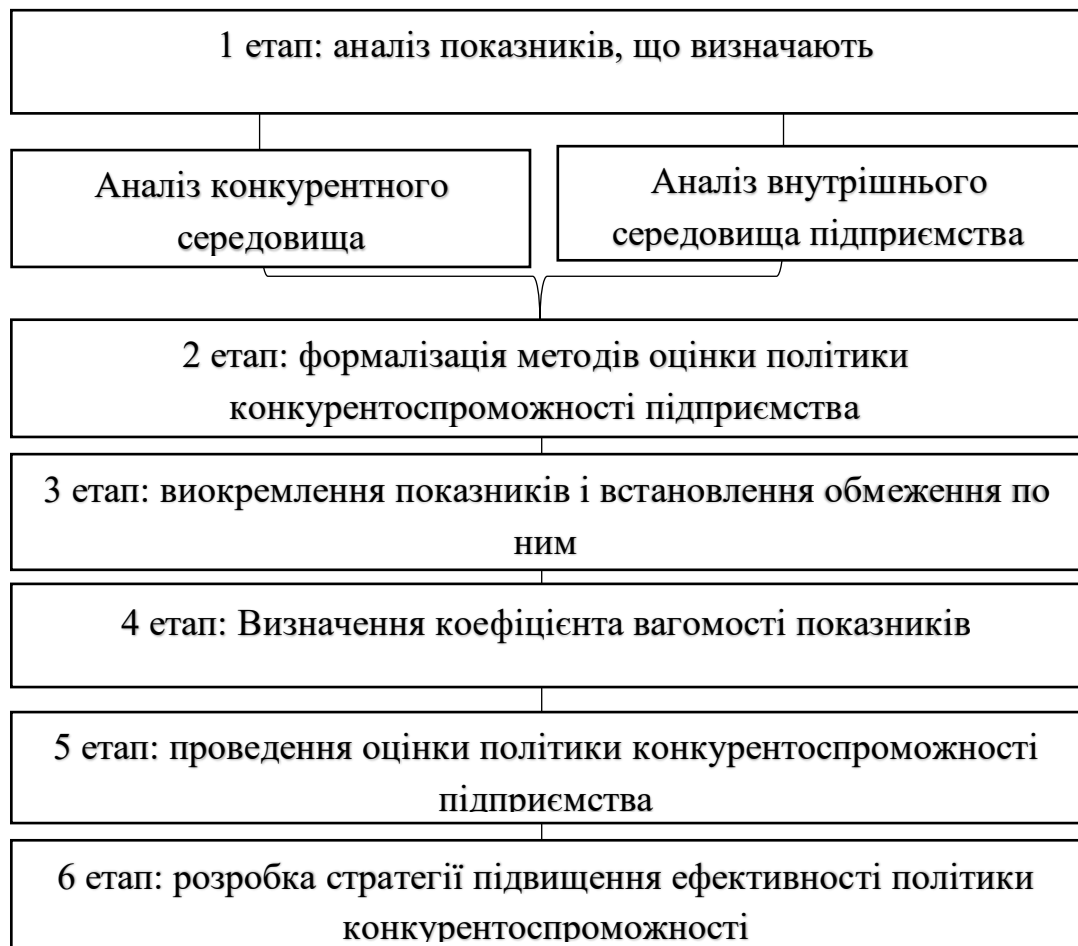 1 етап: аналіз показників, що визначають
Аналіз конкурентного
середовища
Аналіз внутрішнього
середовища підприємства
2 етап: формалізація методів оцінки політики
конкурентоспроможності підприємства
3 етап: виокремлення показників і встановлення обмеження по
ним
4 етап: Визначення коефіцієнта вагомості показників
5 етап: проведення оцінки політики конкурентоспроможності
підприємства
6 етап: розробка стратегії підвищення ефективності політики
конкурентоспроможності